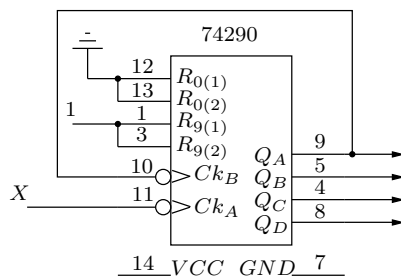 74290
12 R0(1)
13 R0(2)
1 1 R9(1)
3 R9(2)
QA 9
QB 5
10 CkB
QC 4
X 11 CkA
QD 8
14 VCC GND 7